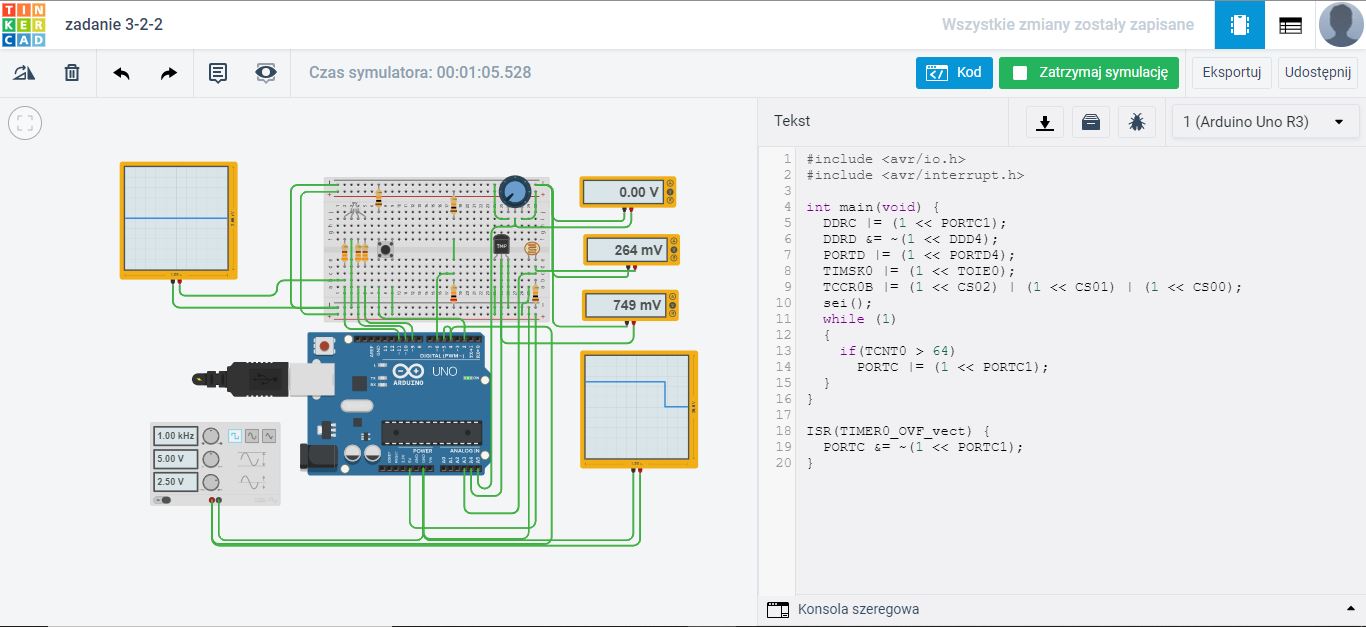 TIN
KER
CAD
zadanie 3-2-2
Wszystkie zmiany zostały zapisane
Czas symulatora: 00:01:05.528
Kod
Zatrzymaj symulację
Eksportuj
Udostępnij
Tekst
1 (Arduino Uno R3)
0.00 V
264 mV
749 mV
TMP
DIGITAL (PWM~)
UNO
ARDUINO
POWER
ANALOG IN
1.00 kHz
5.00 V
2.50 V
1 #include <avr/io.h>
2 #include <avr/interrupt.h>
3
4 int main(void) {
5 DDRC |= (1 << PORTC1);
6 DDRD &= ~(1 << DDD4);
7 PORTD |= (1 << PORTD4);
8 TIMSK0 |= (1 << TOIE0);
9 TCCR0B |= (1 << CS02) | (1 << CS01) | (1 << CS00);
10 sei();
11 while (1)
12 {
13 if(TCNT0 > 64)
14 PORTC |= (1 << PORTC1);
15 }
16 }
17
18 ISR(TIMER0_OVF_vect) {
19 PORTC &= ~(1 << PORTC1);
20 }
Konsola szeregowa